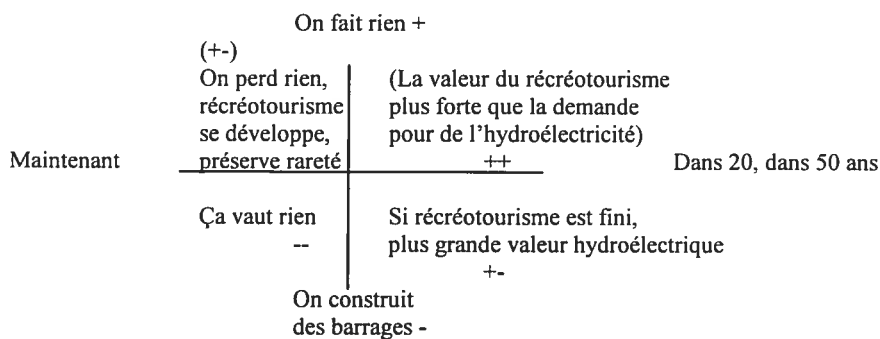 On fait rien +
(+-)
On perd rien,
récréotourisme
se développe,
préserve rareté
(La valeur du récréotourisme
plus forte que la demande
pour de l'hydroélectricité)
++
Maintenant
Dans 20, dans 50 ans
Ça vaut rien
--
Si récréotourisme est fini,
plus grande valeur hydroélectrique
+-
On construit
des barrages -